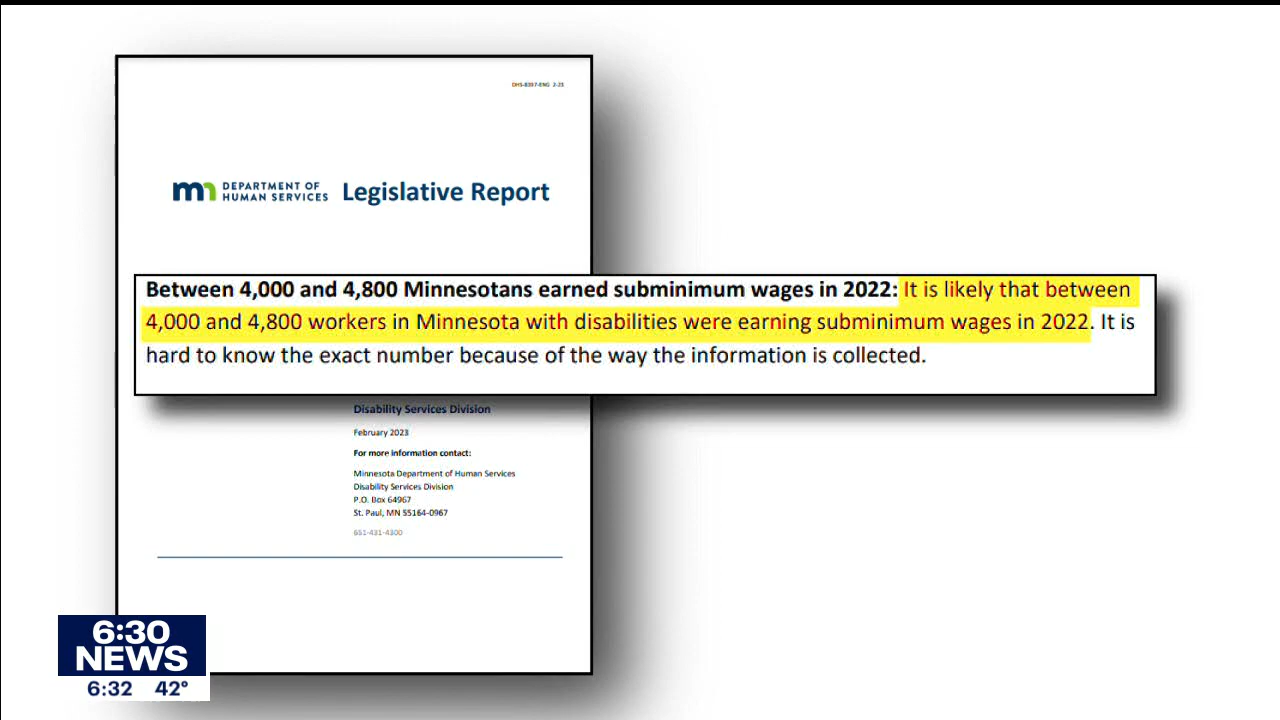 DHS-8397-ENG 2-23
mn DEPARTMENT OF
HUMAN SERVICES
Legislative Report
Between 4,000 and 4,800 Minnesotans earned subminimum wages in 2022: It is likely that between
4,000 and 4,800 workers in Minnesota with disabilities were earning subminimum wages in 2022. It is
hard to know the exact number because of the way the information is collected.
Disability Services Division
February 2023
For more information contact:
Minnesota Department of Human Services
Disability Services Division
P.O. Box 64967
St. Paul, MN 55164-0967
651-431-4300
6:30
NEWS
6:32 42°